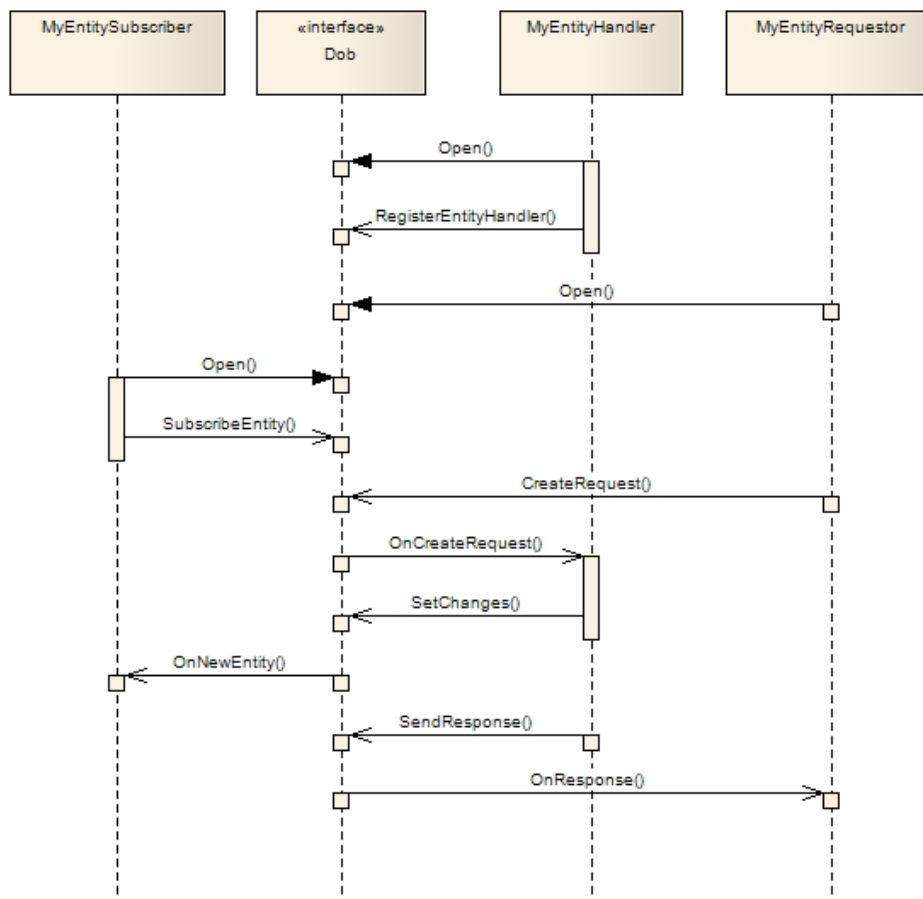 MyEntitySubscriber
«interface»
Dob
MyEntityHandler
MyEntityRequestor
Open()
RegisterEntityHandler()
Open()
Open()
SubscribeEntity()
CreateRequest()
OnCreateRequest()
SetChanges()
OnNewEntity()
SendResponse()
OnResponse()